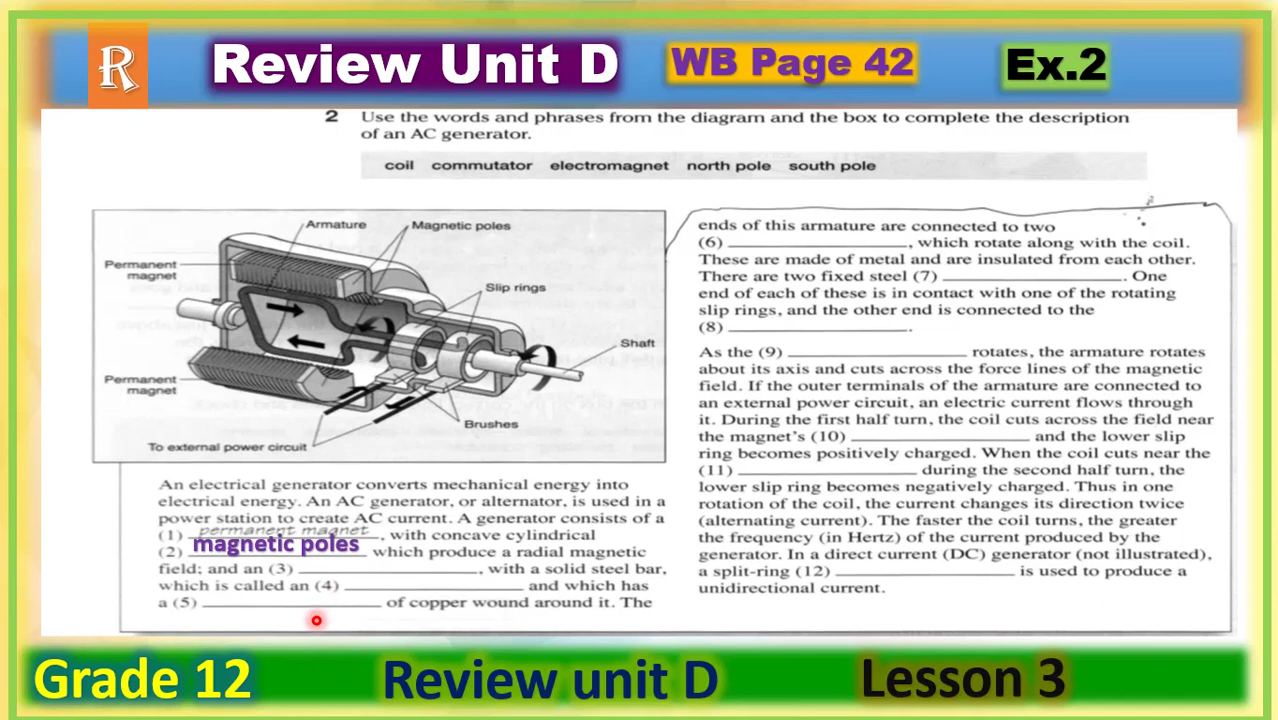 R
Review Unit D
WB Page 42
Ex.2
2 Use the words and phrases from the diagram and the box to complete the description
of an AC generator.
coil commutator electromagnet north pole south pole
Armature
Magnetic poles
Permanent
magnet
Slip rings
Shaft
Permanent
magnet
Brushes
To external power circuit
An electrical generator converts mechanical energy into
electrical energy. An AC generator, or alternator, is used in a
power station to create AC current. A generator consists of a
(1) permanent magnet, with concave cylindrical
(2) magnetic poles which produce a radial magnetic
field; and an (3) ____________, with a solid steel bar,
which is called an (4) ____________ and which has
a (5) ____________ of copper wound around it. The
ends of this armature are connected to two
(6) ____________, which rotate along with the coil.
These are made of metal and are insulated from each other.
There are two fixed steel (7) ____________. One
end of each of these is in contact with one of the rotating
slip rings, and the other end is connected to the
(8) ____________.
As the (9) ____________ rotates, the armature rotates
about its axis and cuts across the force lines of the magnetic
field. If the outer terminals of the armature are connected to
an external power circuit, an electric current flows through
it. During the first half turn, the coil cuts across the field near
the magnet's (10) ____________ and the lower slip
ring becomes positively charged. When the coil cuts near the
(11) ____________ during the second half turn, the
lower slip ring becomes negatively charged. Thus in one
rotation of the coil, the current changes its direction twice
(alternating current). The faster the coil turns, the greater
the frequency (in Hertz) of the current produced by the
generator. In a direct current (DC) generator (not illustrated),
a split-ring (12) ____________ is used to produce a
unidirectional current.
Grade 12
Review unit D
Lesson 3